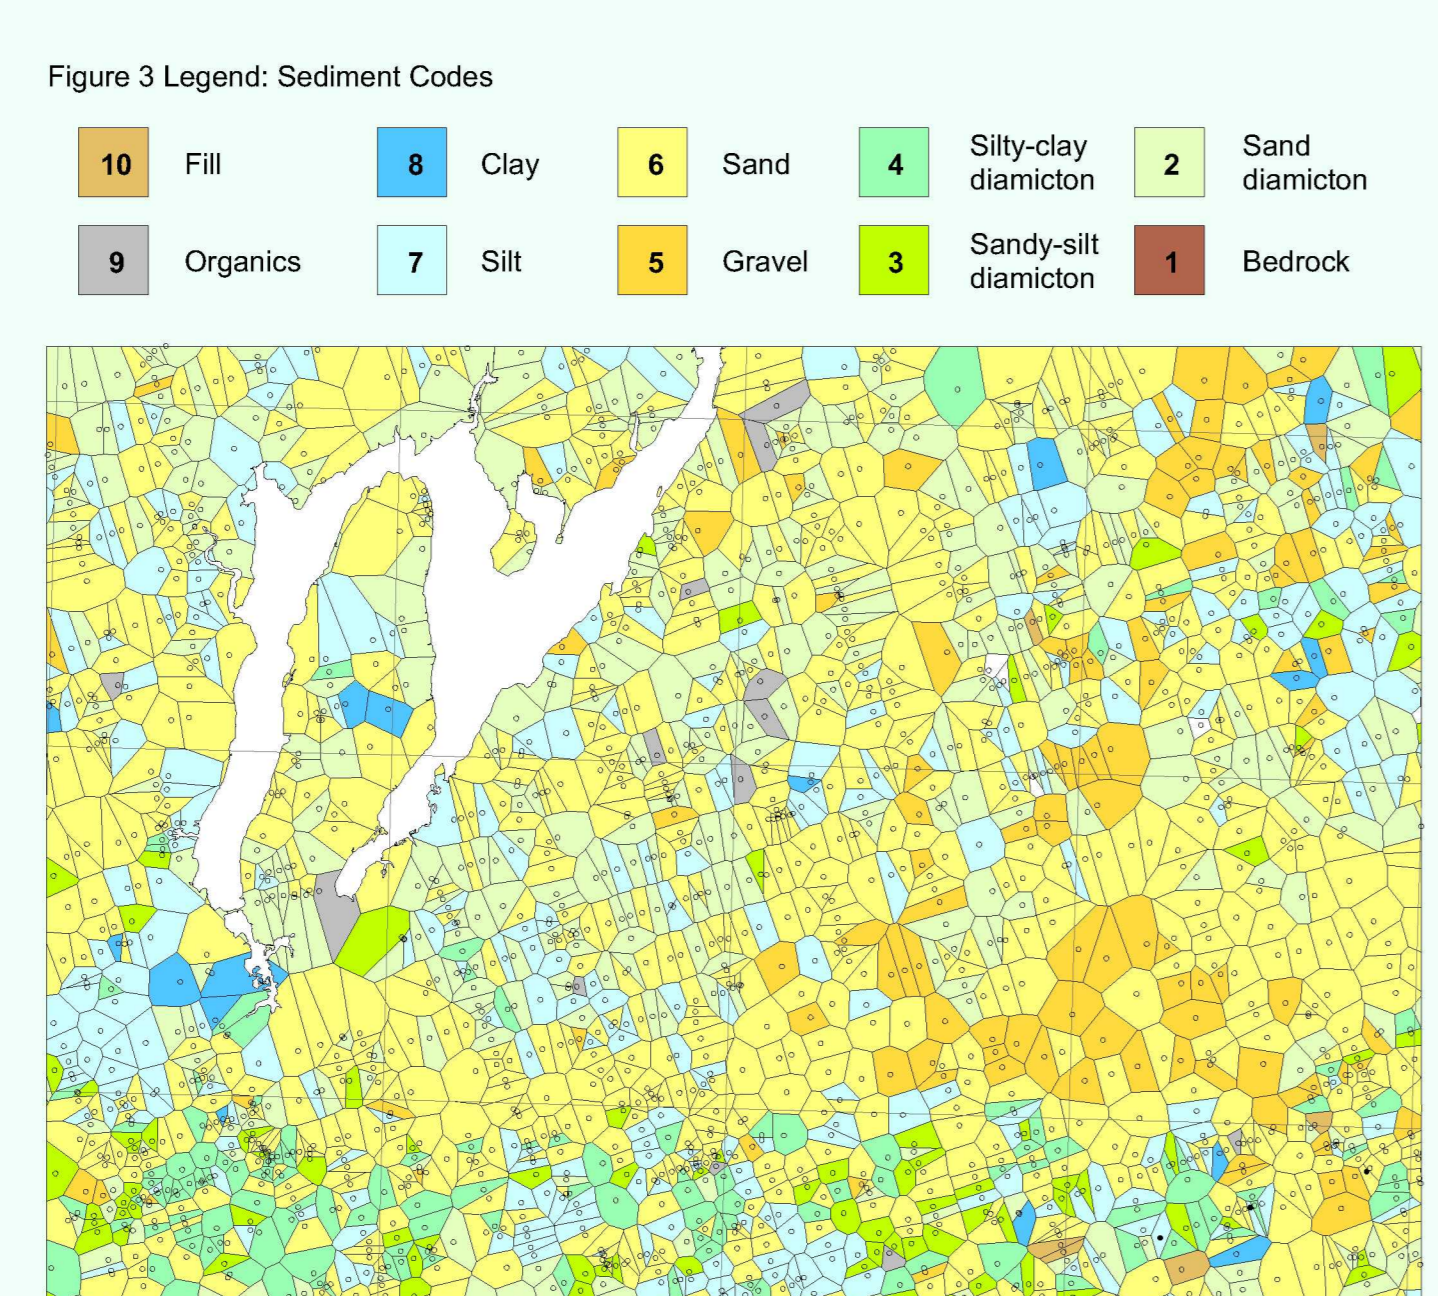 Figure 3 Legend: Sediment Codes
10 Fill
8 Clay
6 Sand
4 Silty-clay
diamicton
2 Sand
diamicton
9 Organics
7 Silt
5 Gravel
3 Sandy-silt
diamicton
1 Bedrock